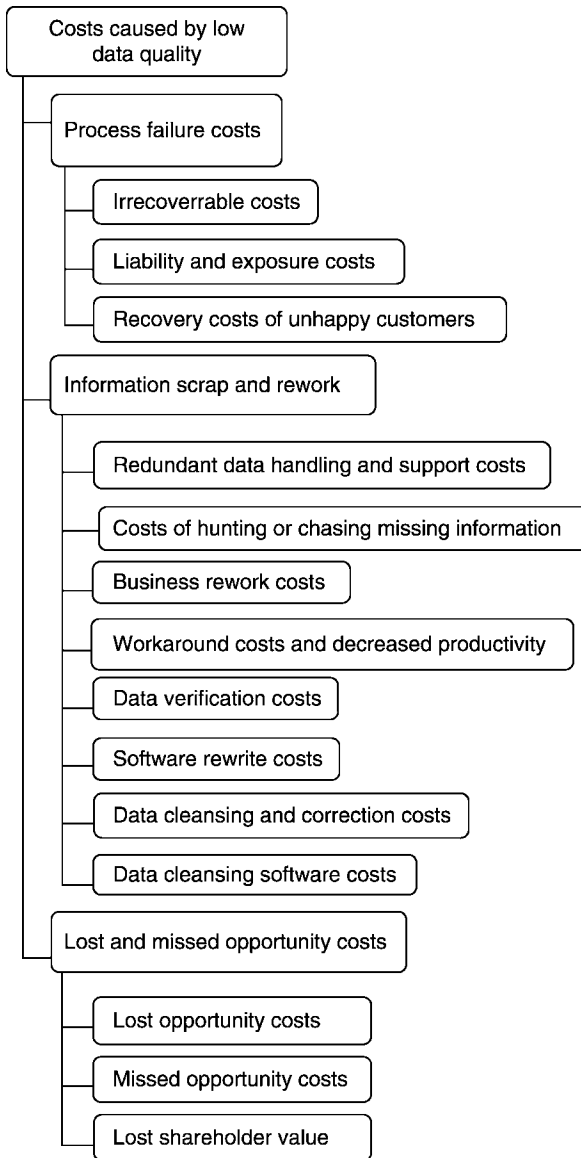 Costs caused by low
data quality
Process failure costs
Irrecoverrable costs
Liability and exposure costs
Recovery costs of unhappy customers
Information scrap and rework
Redundant data handling and support costs
Costs of hunting or chasing missing information
Business rework costs
Workaround costs and decreased productivity
Data verification costs
Software rewrite costs
Data cleansing and correction costs
Data cleansing software costs
Lost and missed opportunity costs
Lost opportunity costs
Missed opportunity costs
Lost shareholder value